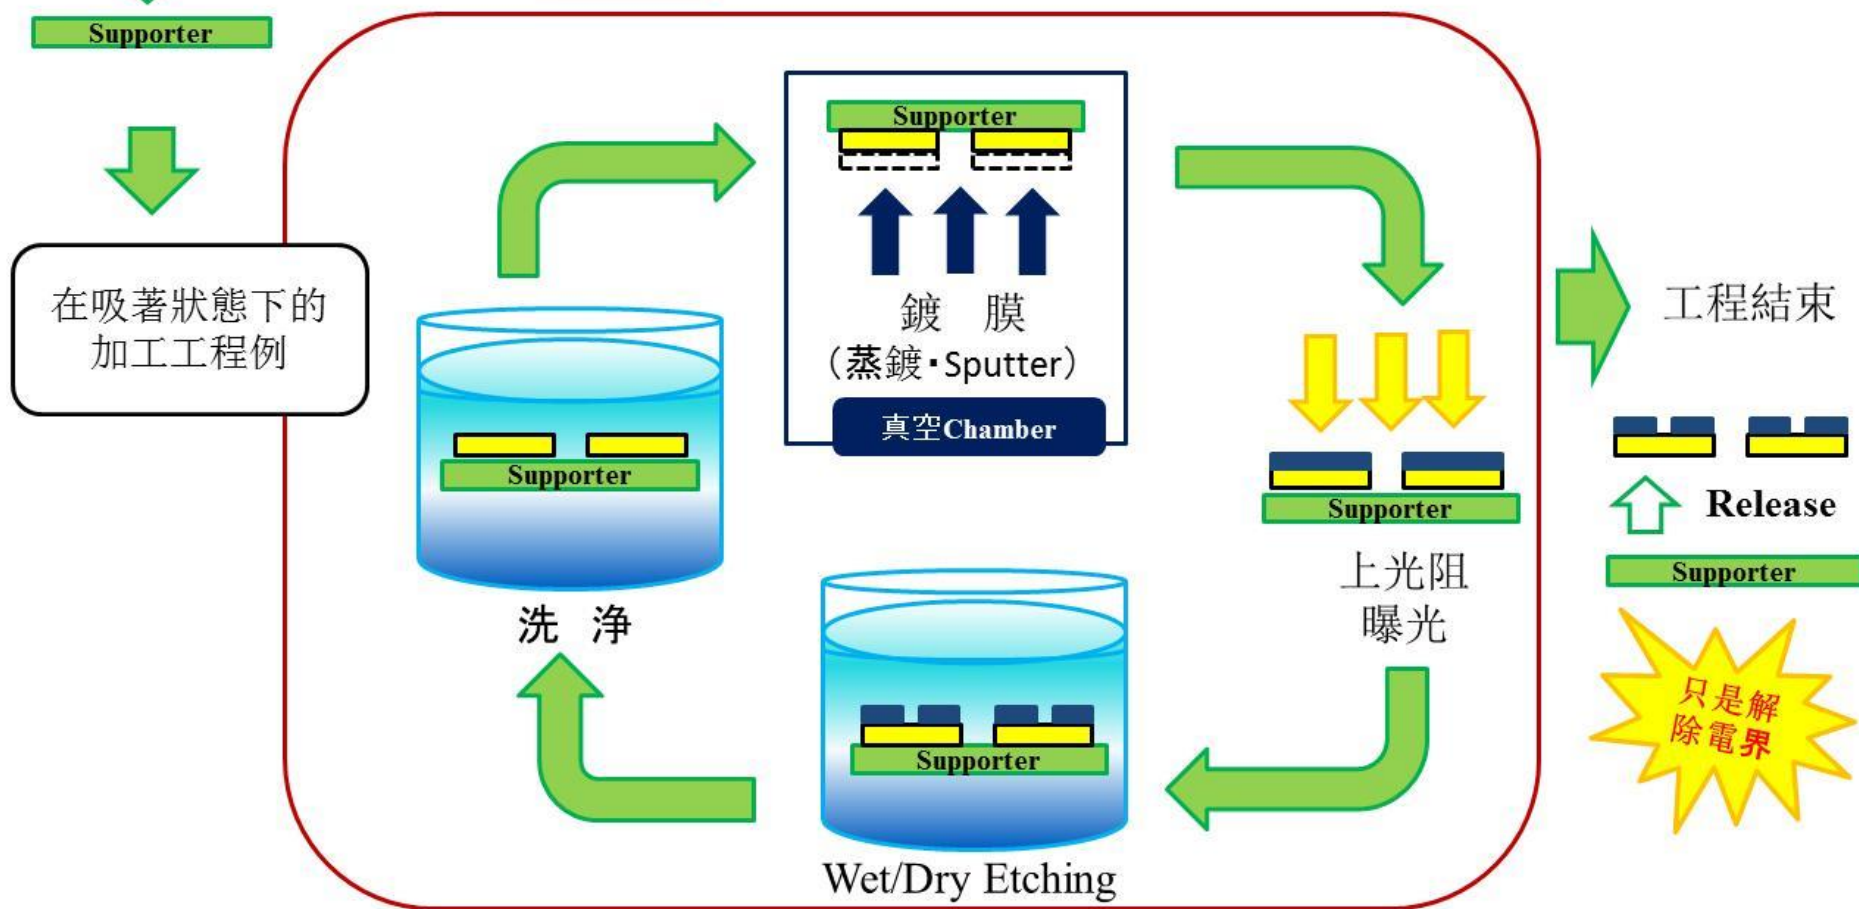 Supporter
在吸著狀態下的
加工工程例
Supporter
洗 浄
Supporter
鍍 膜
（蒸鍍・Sputter）
真空Chamber
Supporter
上光阻
曝光
Supporter
Wet/Dry Etching
工程結束
Release
Supporter
只是解
除電界